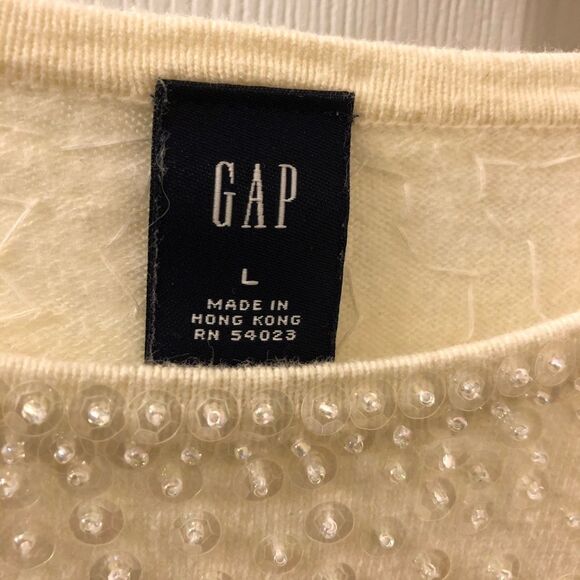 GAP
L
MADE IN
HONG KONG
RN 54023